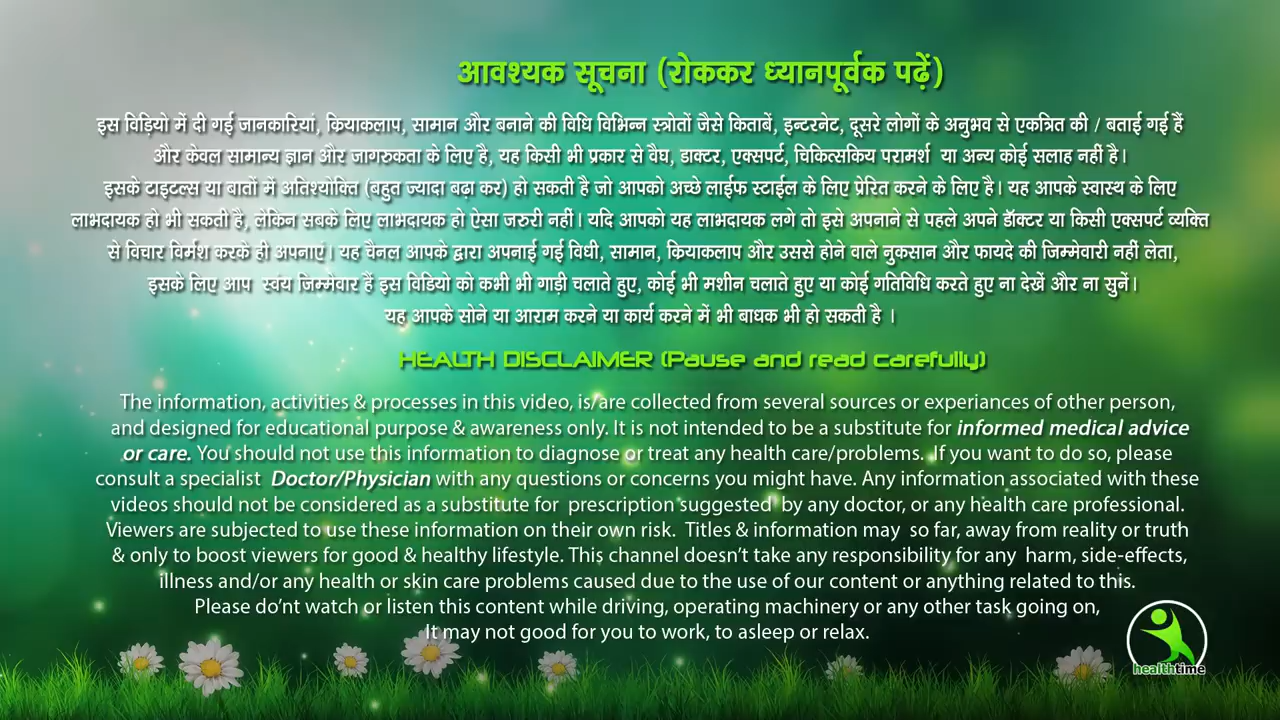 आवश्यक सूचना (रोककर ध्यानपूर्वक पढ़ें)
इस विड़ियो में दी गई जानकारियां, क्रियाकलाप, सामान और बनाने की विधि विभिन्न स्त्रोतों जैसे किताबें, इन्टरनेट, दूसरे लोगों के अनुभव से एकत्रित की / बताई गई हैं
और केवल सामान्य ज्ञान और जागरुकता के लिए है, यह किसी भी प्रकार से वैघ, डाक्टर, एक्सपर्ट, चिकित्सकिय परामर्श या अन्य कोई सलाह नहीं है।
इसके टाइटल्स या बातों में अतिश्योक्ति (बहुत ज्यादा बढ़ा कर) हो सकती है जो आपको अच्छे लाईफ स्टाईल के लिए प्रेरित करने के लिए है। यह आपके स्वास्थ के लिए
लाभदायक हो भी सकती है, लेकिन सबके लिए लाभदायक हो ऐसा जरुरी नहीं। यदि आपको यह लाभदायक लगे तो इसे अपनाने से पहले अपने डॉक्टर या किसी एक्सपर्ट व्यक्ति
से विचार विर्मश करके ही अपनाएं। यह चैनल आपके द्वारा अपनाई गई विधी, सामान, क्रियाकलाप और उससे होने वाले नुकसान और फायदे की जिम्मेवारी नहीं लेता,
इसके लिए आप स्वंय जिम्मेवार हैं इस विडियो को कभी भी गाड़ी चलाते हुए, कोई भी मशीन चलाते हुए या कोई गतिविधि करते हुए ना देखें और ना सुनें।
यह आपके सोने या आराम करने या कार्य करने में भी बाधक भी हो सकती है ।
HEALTH DISCLAIMER (Pause and read carefully)
The information, activities & processes in this video, is/are collected from several sources or experiances of other person,
and designed for educational purpose & awareness only. It is not intended to be a substitute for informed medical advice
or care. You should not use this information to diagnose or treat any health care/problems. If you want to do so, please
consult a specialist Doctor/Physician with any questions or concerns you might have. Any information associated with these
videos should not be considered as a substitute for prescription suggested by any doctor, or any health care professional.
Viewers are subjected to use these information on their own risk. Titles & information may so far, away from reality or truth
& only to boost viewers for good & healthy lifestyle. This channel doesn't take any responsibility for any harm, side-effects,
illness and/or any health or skin care problems caused due to the use of our content or anything related to this.
Please do'nt watch or listen this content while driving, operating machinery or any other task going on,
It may not good for you to work, to asleep or relax.
healthtime